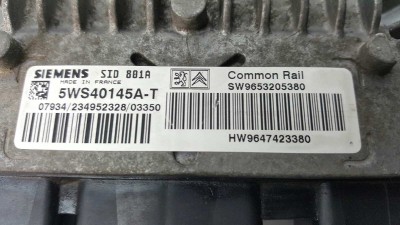 SIEMENS SID 801A
MADE IN FRANCE
5WS40145A-T
07934/234952328/03350
Common Rail
SW9653205380
HW9647423380